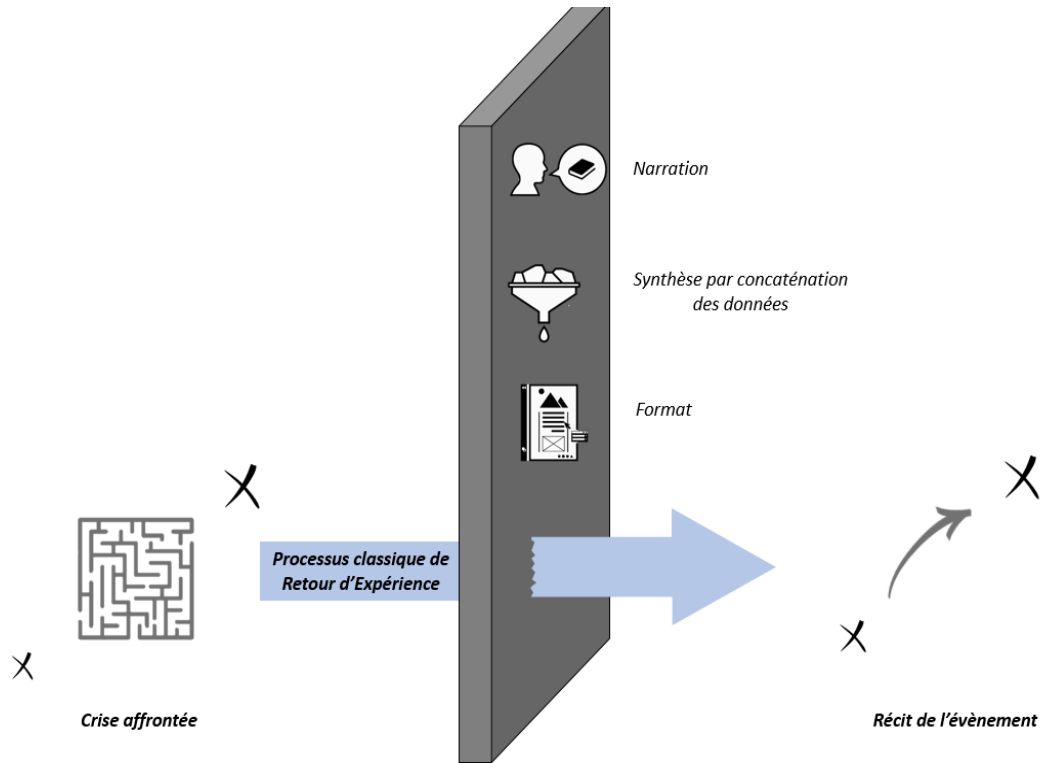 Narration
Synthèse par concaténation
des données
Format
Processus classique de
Retour d’Expérience
Crise affrontée
Récit de l’évènement